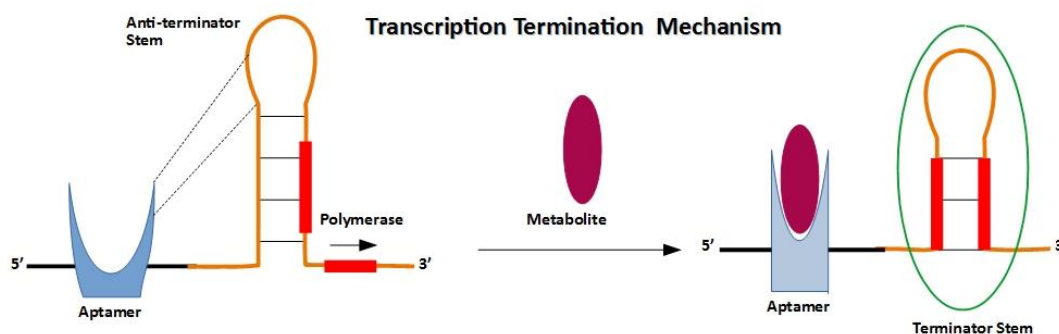 Transcription Termination Mechanism
Anti-terminator
Stem
Polymerase
5'
3'
Aptamer
Metabolite
5'
3'
Aptamer
Terminator Stem